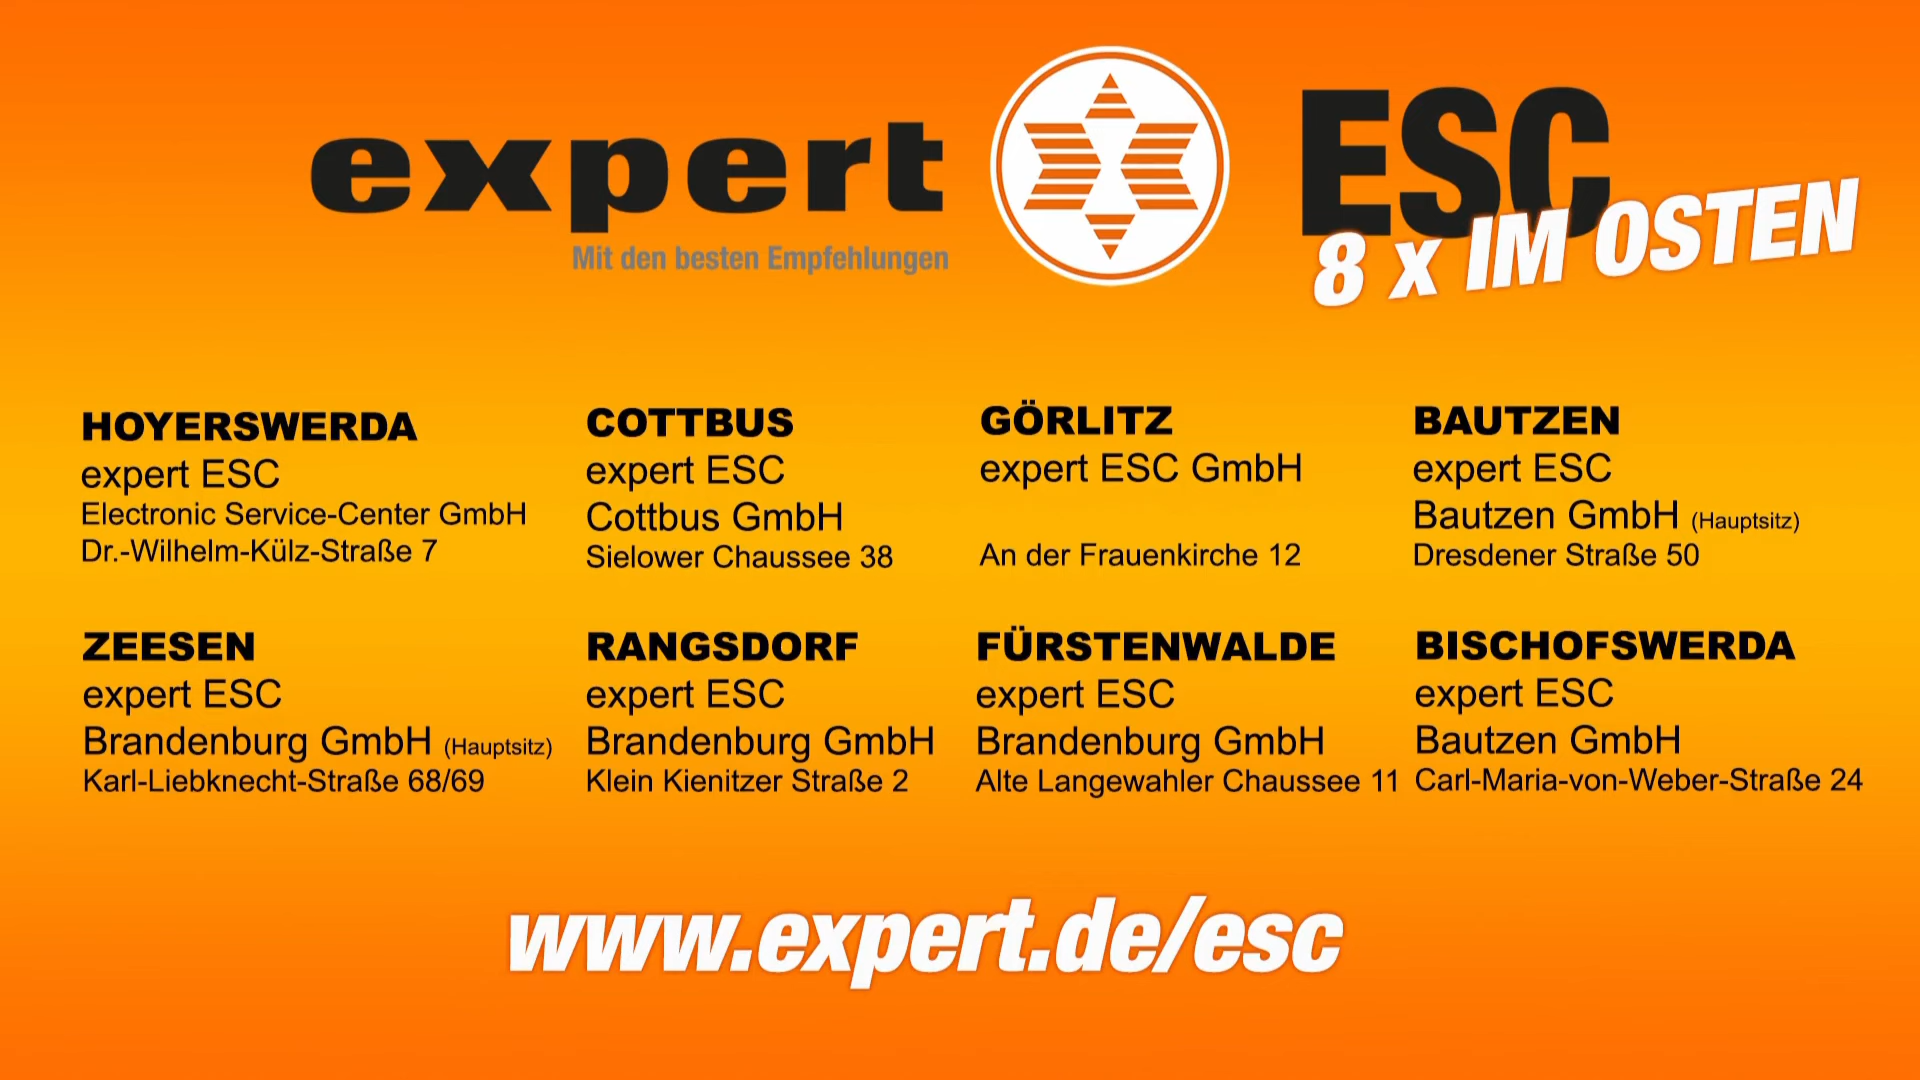 expert
Mit den besten Empfehlungen
ESC
8 x IM OSTEN
HOYERSWERDA
expert ESC
Electronic Service-Center GmbH
Dr.-Wilhelm-Külz-Straße 7
COTTBUS
expert ESC
Cottbus GmbH
Sielower Chaussee 38
GÖRLITZ
expert ESC GmbH
An der Frauenkirche 12
BAUTZEN
expert ESC
Bautzen GmbH (Hauptsitz)
Dresdener Straße 50
ZEESEN
expert ESC
Brandenburg GmbH (Hauptsitz)
Karl-Liebknecht-Straße 68/69
RANGSDORF
expert ESC
Brandenburg GmbH
Klein Kienitzer Straße 2
FÜRSTENWALDE
expert ESC
Brandenburg GmbH
Alte Langewahler Chaussee 11
BISCHOFSWERDA
expert ESC
Bautzen GmbH
Carl-Maria-von-Weber-Straße 24
www.expert.de/esc